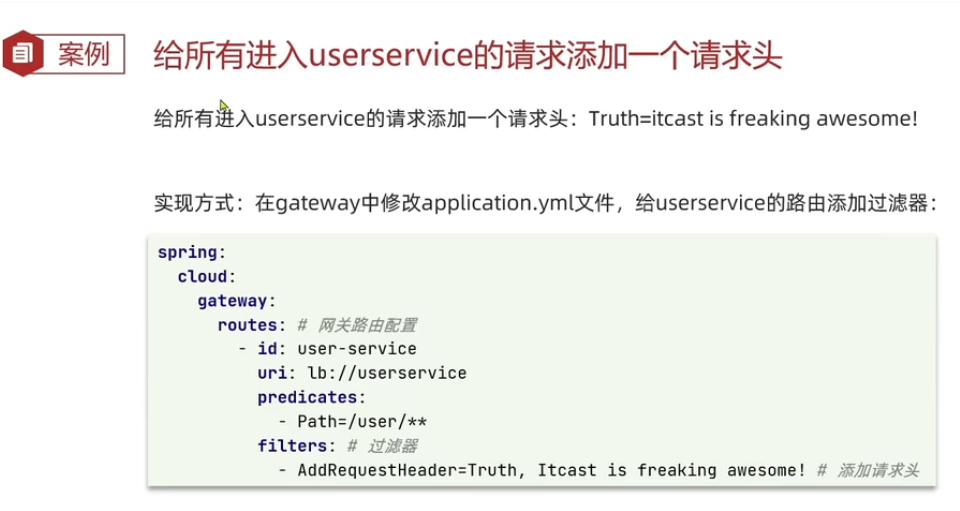 案例
给所有进入userservice的请求添加一个请求头
给所有进入userservice的请求添加一个请求头：Truth=itcast is freaking awesome!
实现方式：在gateway中修改application.yml文件，给userservice的路由添加过滤器：
spring:
  cloud:
    gateway:
      routes: # 网关路由配置
        - id: user-service
          uri: lb://userservice
          predicates:
            - Path=/user/**
          filters: # 过滤器
            - AddRequestHeader=Truth, Itcast is freaking awesome! # 添加请求头